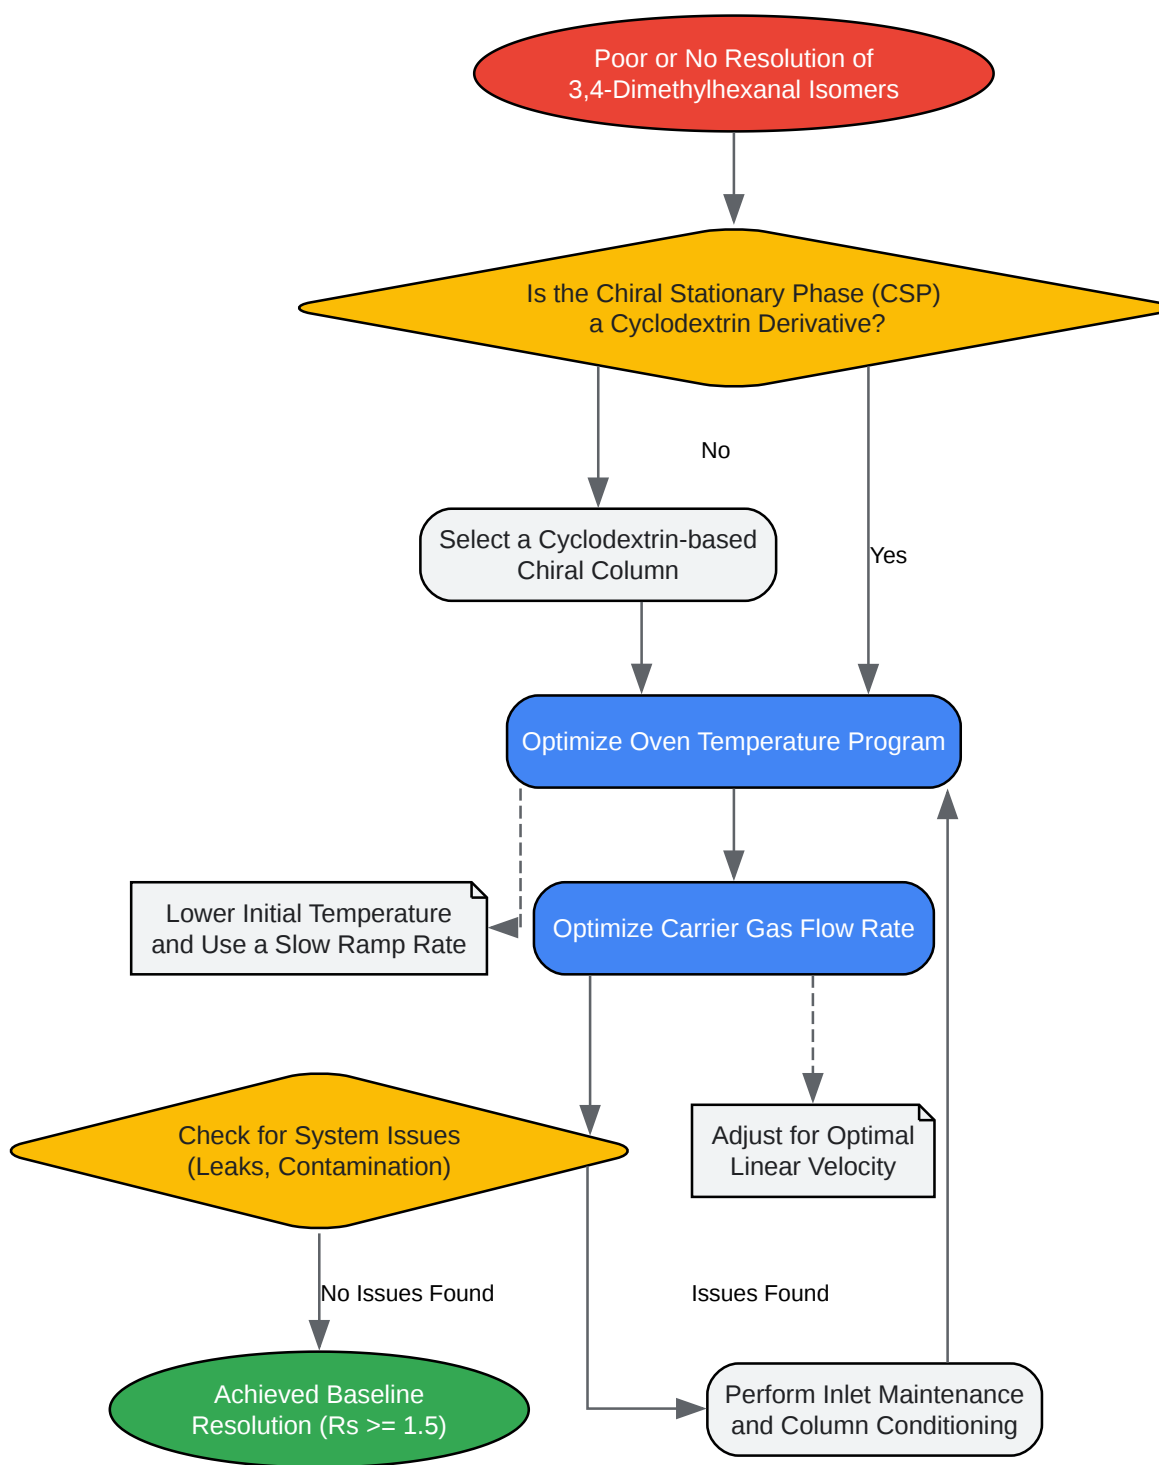 Poor or No Resolution of
3,4-Dimethylhexanal Isomers
Is the Chiral Stationary Phase (CSP)
a Cyclodextrin Derivative?
No
Select a Cyclodextrin-based
Chiral Column
Yes
Optimize Oven Temperature Program
Lower Initial Temperature
and Use a Slow Ramp Rate
Optimize Carrier Gas Flow Rate
Check for System Issues
(Leaks, Contamination)
Adjust for Optimal
Linear Velocity
No Issues Found
Issues Found
Achieved Baseline
Resolution (Rs >= 1.5)
Perform Inlet Maintenance
and Column Conditioning